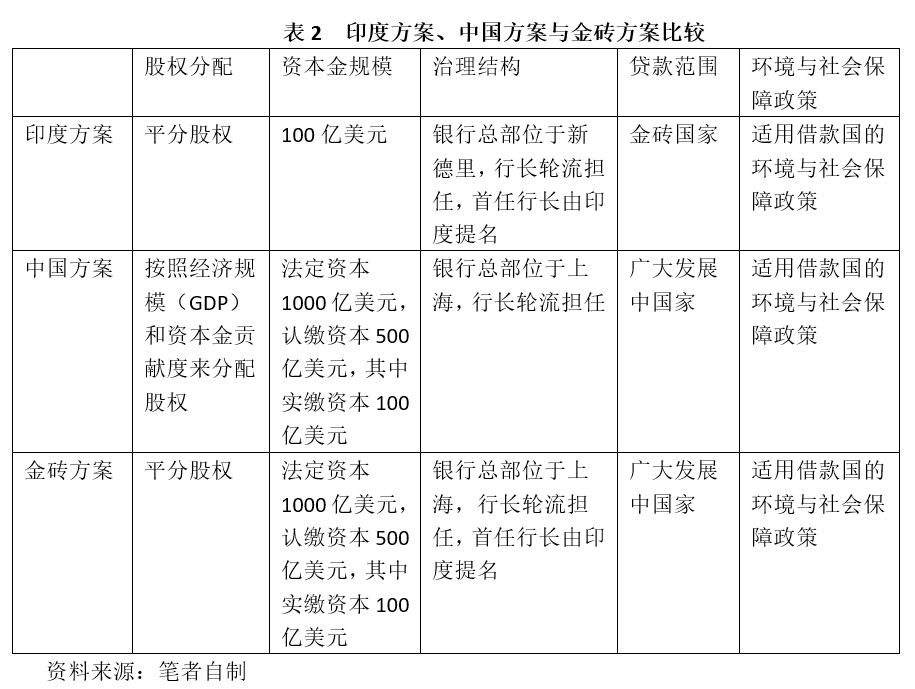 表 2 印度方案、中国方案与金砖方案比较
股权分配
资本金规模
治理结构
贷款范围
环境与社会保
障政策
印度方案
平分股权
100 亿美元
银行总部位于新
德里，行长轮流担
任，首任行长由印
度提名
金砖国家
适用借款国的
环境与社会保
障政策
中国方案
按照经济规
模（GDP）
和资本金贡
献度来分配
股权
法定资本
1000 亿美元，
认缴资本 500
亿美元，其中
实缴资本 100
亿美元
银行总部位于上
海，行长轮流担任
广大发展
中国家
适用借款国的
环境与社会保
障政策
金砖方案
平分股权
法定资本
1000 亿美元，
认缴资本 500
亿美元，其中
实缴资本 100
亿美元
银行总部位于上
海，行长轮流担
任，首任行长由印
度提名
广大发展
中国家
适用借款国的
环境与社会保
障政策
资料来源：笔者自制